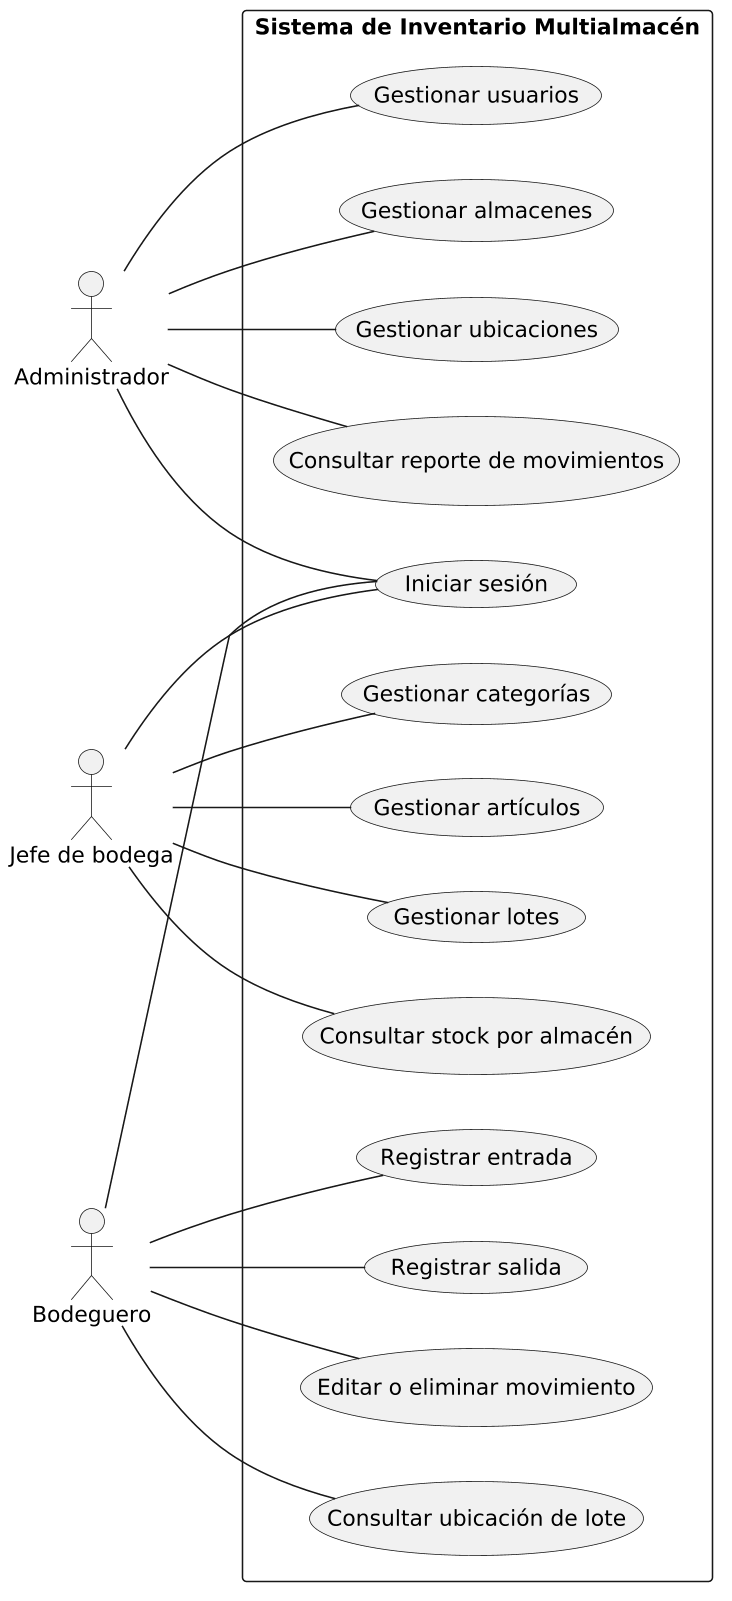 Sistema de Inventario Multialmacén
Gestionar usuarios
Gestionar almacenes
Gestionar ubicaciones
Administrador
Consultar reporte de movimientos
Iniciar sesión
Gestionar categorías
Gestionar artículos
Jefe de bodega
Gestionar lotes
Consultar stock por almacén
Registrar entrada
Registrar salida
Bodeguero
Editar o eliminar movimiento
Consultar ubicación de lote